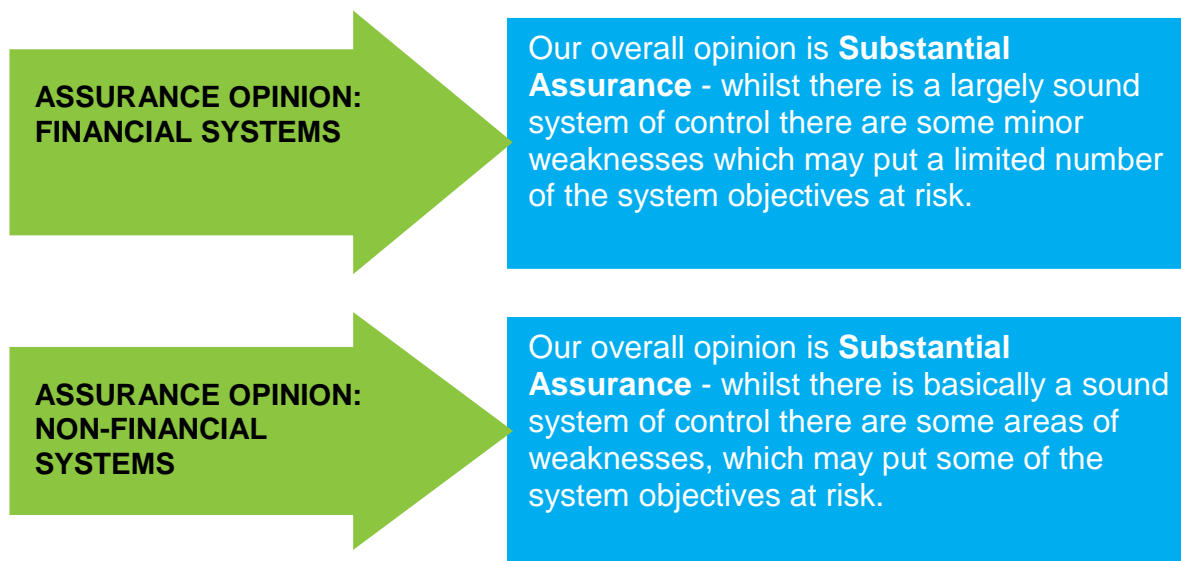 ASSURANCE OPINION:
FINANCIAL SYSTEMS
Our overall opinion is Substantial
Assurance - whilst there is a largely sound
system of control there are some minor
weaknesses which may put a limited number
of the system objectives at risk.
ASSURANCE OPINION:
NON-FINANCIAL
SYSTEMS
Our overall opinion is Substantial
Assurance - whilst there is basically a sound
system of control there are some areas of
weaknesses, which may put some of the
system objectives at risk.